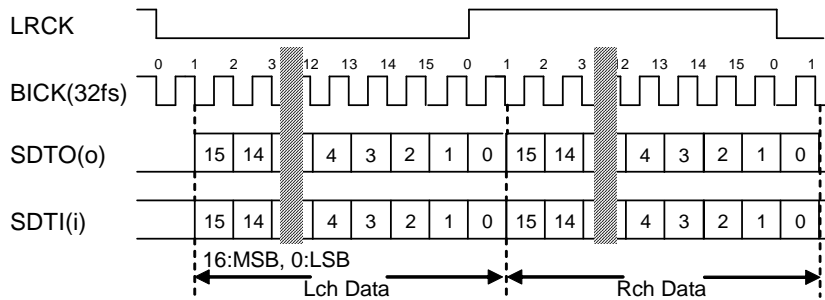 LRCK
0 1 2 3 12 13 14 15 0 1 2 3 12 13 14 15 0 1
BICK(32fs)
SDTO(o) 15 14 4 3 2 1 0 15 14 4 3 2 1 0
SDTI(i) 15 14 4 3 2 1 0 15 14 4 3 2 1 0
16:MSB, 0:LSB
Lch Data Rch Data